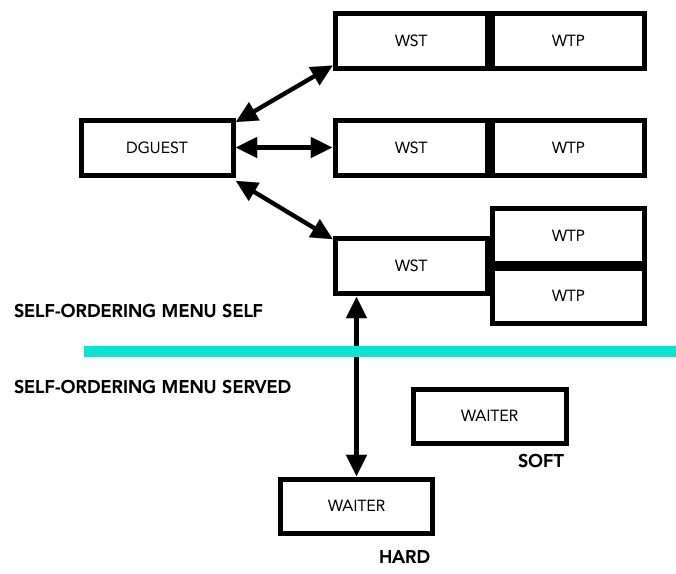 WST WTP
DGUEST WST WTP
WTP
WST
WTP
SELF-ORDERING MENU SELF
SELF-ORDERING MENU SERVED
WAITER
SOFT
WAITER
HARD